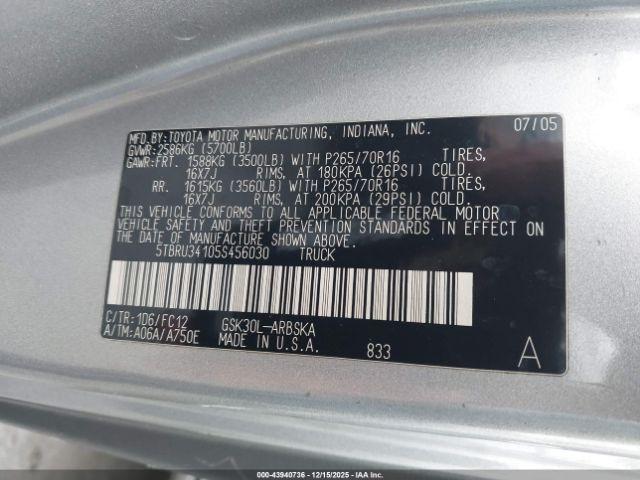 MFD.BY:TOYOTA MOTOR MANUFACTURING, INDIANA, INC. 07/05
GVWR:2586KG (5700LB)
GAWR:FRT. 1588KG (3500LB) WITH P265/70R16 TIRES,
16X7J RIMS, AT 180KPA (26PSI) COLD.
RR. 1615KG (3560LB) WITH P265/70R16 TIRES,
16X7J RIMS, AT 200KPA (29PSI) COLD.
THIS VEHICLE CONFORMS TO ALL APPLICABLE FEDERAL MOTOR
VEHICLE SAFETY AND THEFT PREVENTION STANDARDS IN EFFECT ON
THE DATE OF MANUFACTURE SHOWN ABOVE.
5TBRU34105S456030 TRUCK
C/TR:1D6/FC12 GSK30L-ARBSKA
A/TM:A06A/A750E MADE IN U.S.A. 833 A
000-43940736 - 12/15/2025 - IAAI.COM